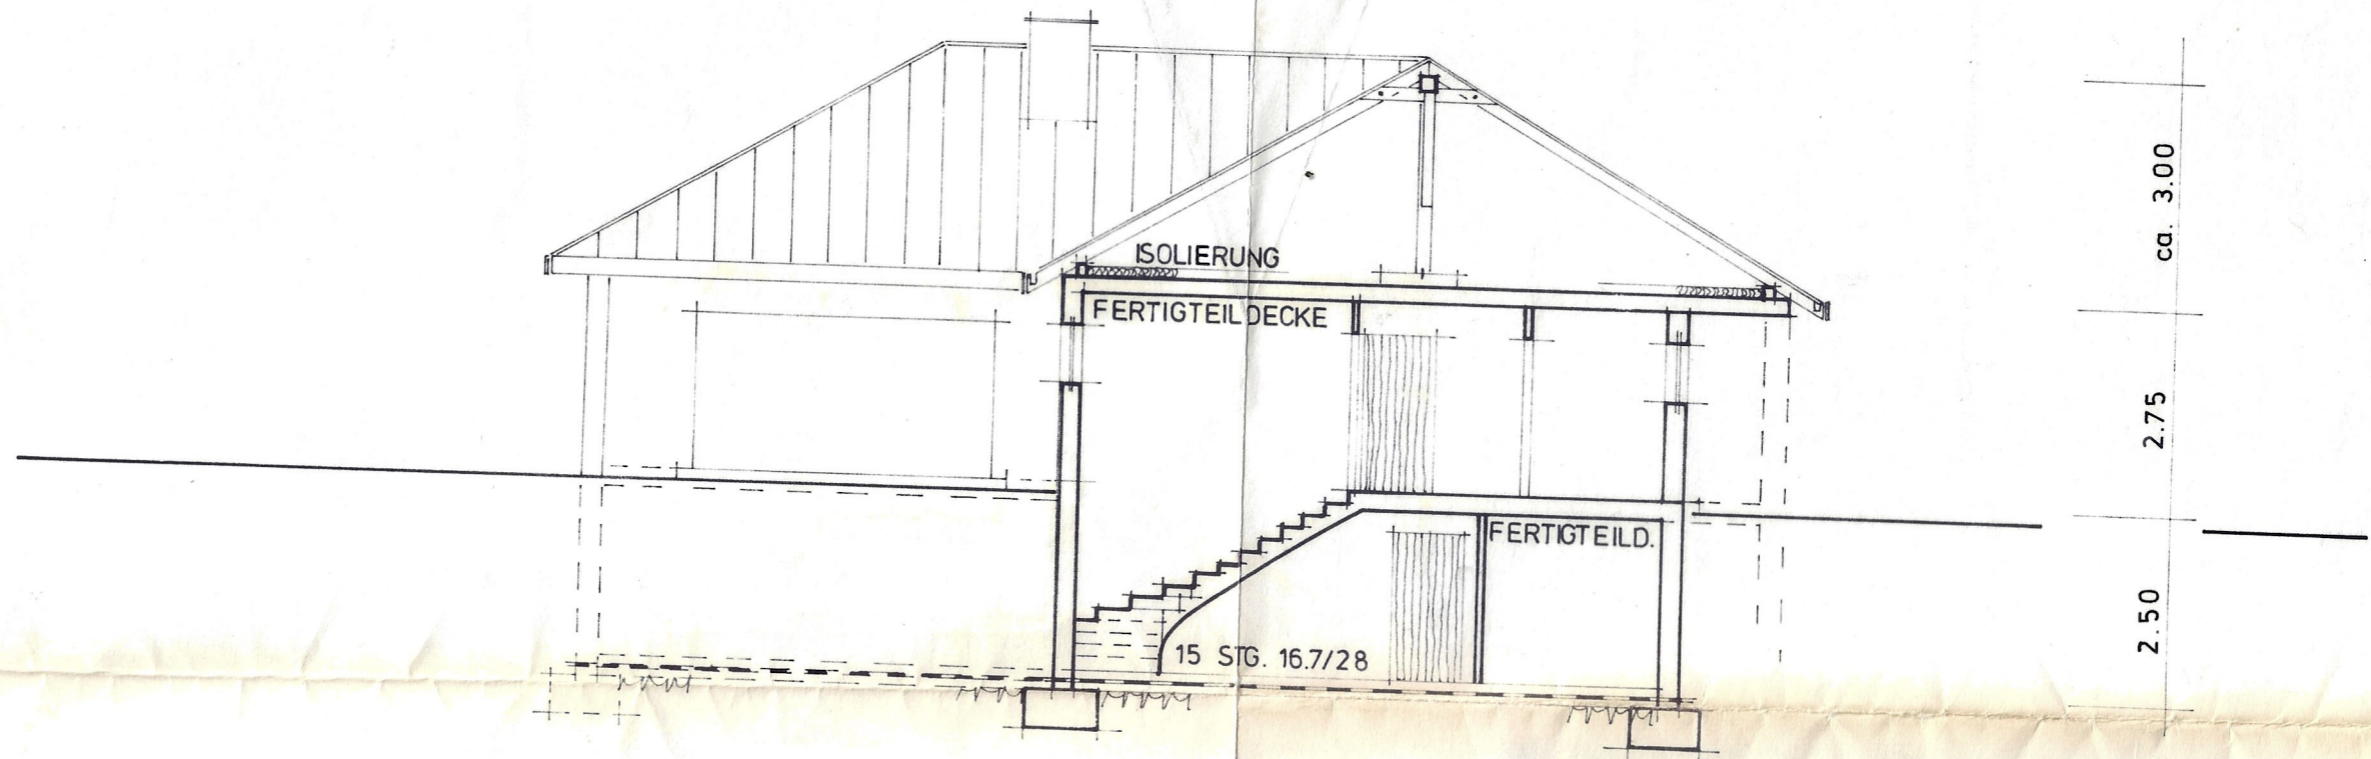 ISOLIERUNG
FERTIGTEILDECKE
FERTIGTEILD.
15 STG. 16.7/28
ca. 3.00
2.75
2.50